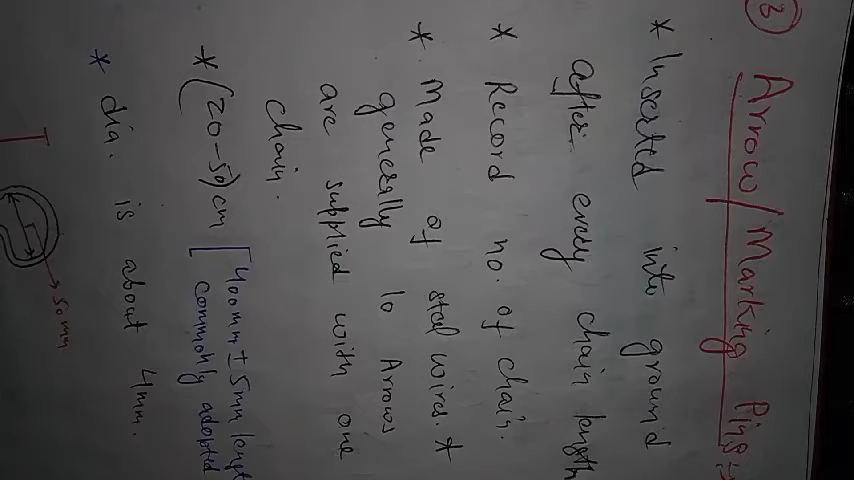 ③ Arrow/Marking Pins:-
* Inserted into ground
after every chain length
* Record no. of chain.
* Made of steel wires. *
generally 10 Arrows
are supplied with one
chain.
* (20-50) cm [400mm ± 5mm length
commonly adopted
* dia. is about 4mm.
50mm